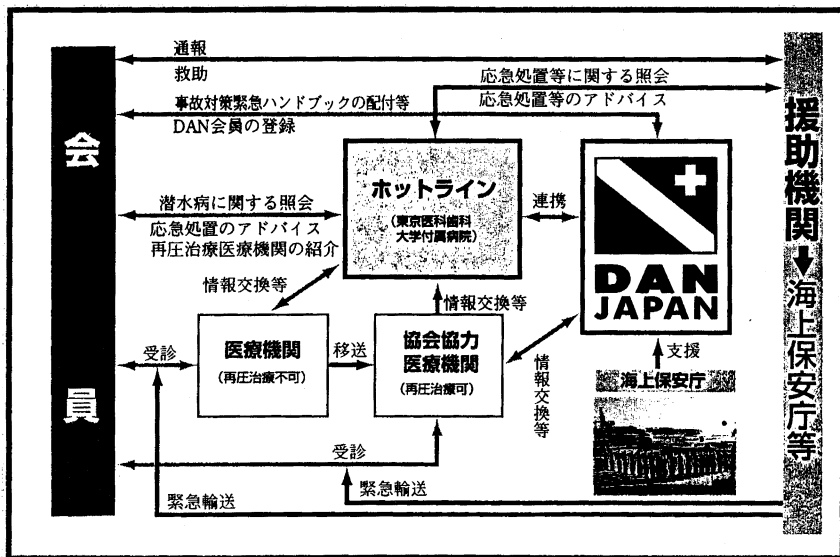 通報
救助
応急処置等に関する照会
応急処置等のアドバイス
事故対策緊急ハンドブックの配付等
DAN会員の登録
会員
ホットライン
(東京医科歯科
大学付属病院)
連携
DAN
JAPAN
援助機関➡海上保安庁等
潜水病に関する照会
応急処置のアドバイス
再圧治療医療機関の紹介
情報交換等
情報交換等
受診
医療機関
(再圧治療不可)
移送
協会協力
医療機関
(再圧治療可)
情報交換等
支援
海上保安庁
受診
緊急輸送
緊急輸送